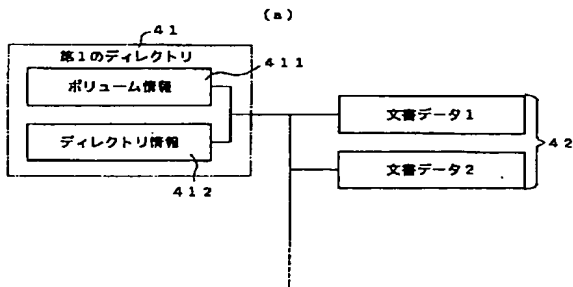 (a)
41
第1のディレクトリ
ボリューム情報
411
ディレクトリ情報
412
文書データ1
文書データ2
42